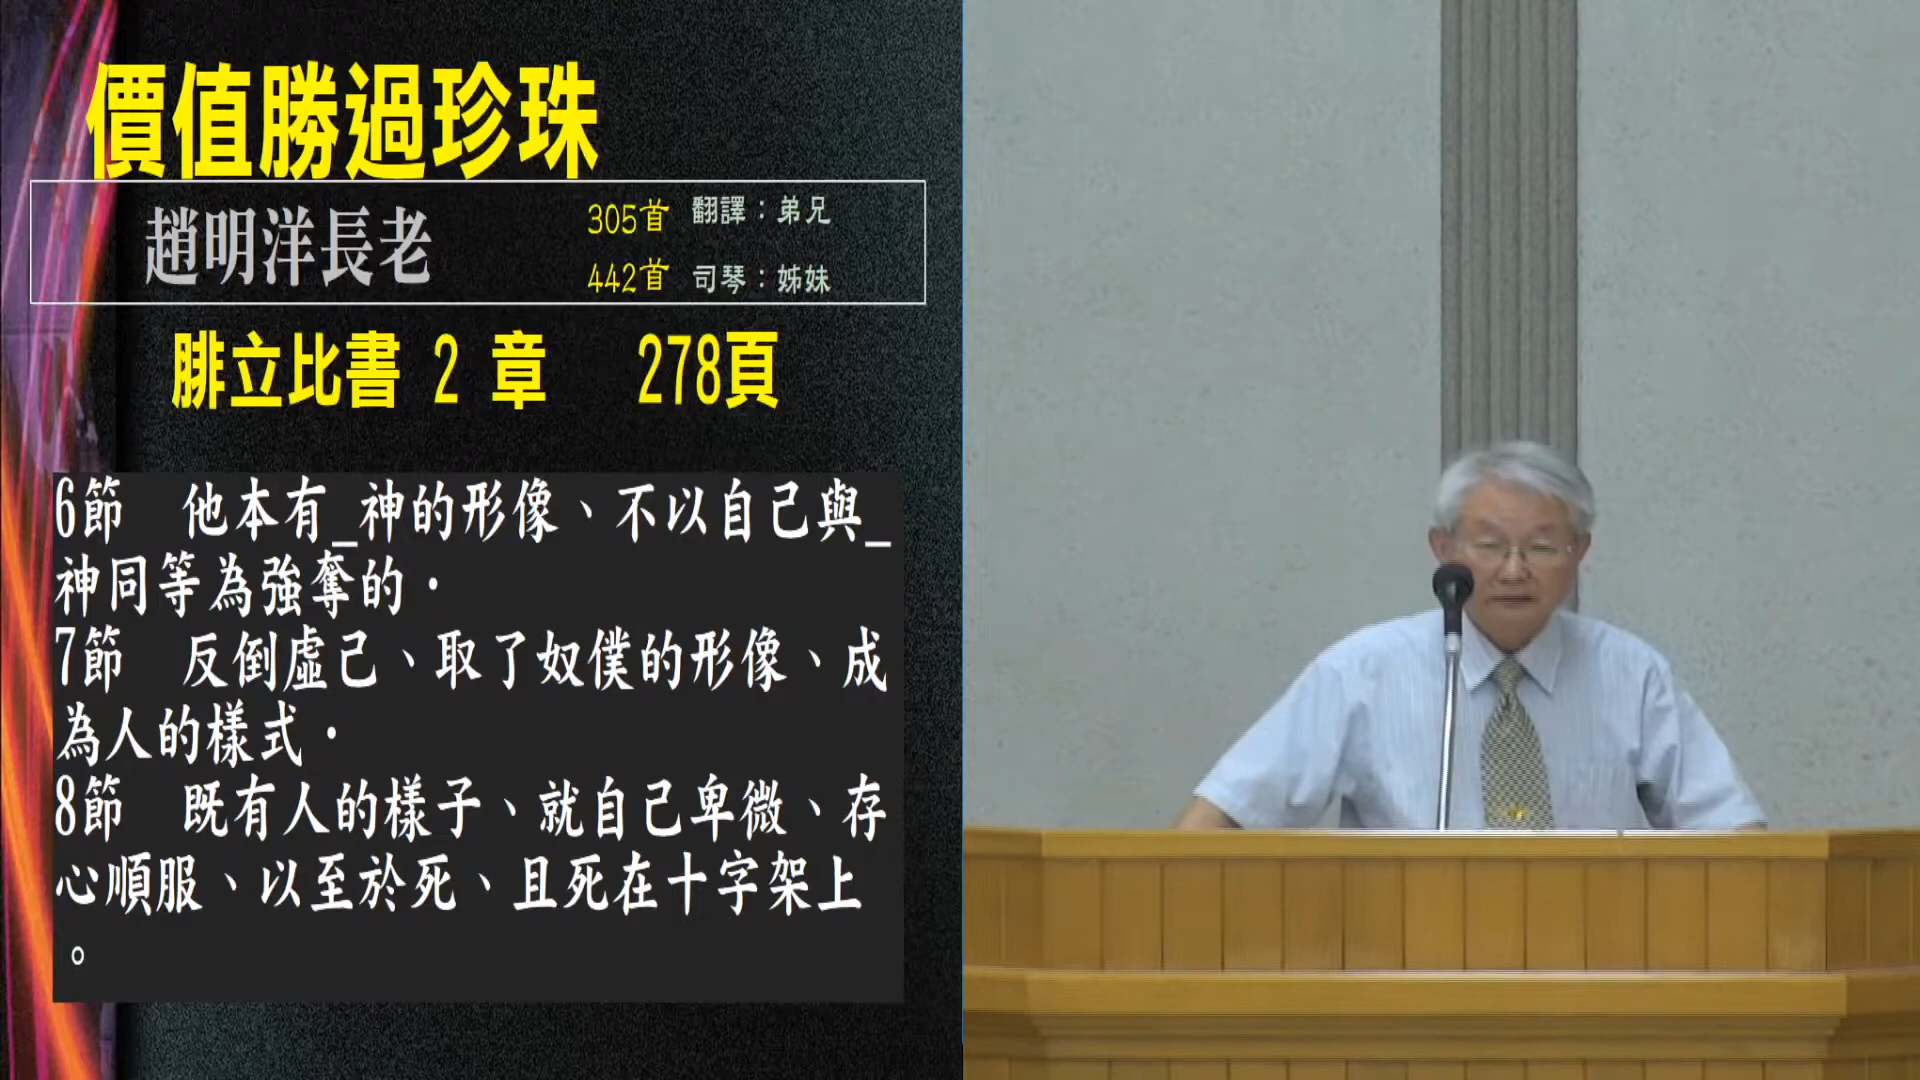 價值勝過珍珠
趙明洋長老
305首 翻譯：弟兄
442首 司琴：姊妹
腓立比書 2 章 278頁
6節 他本有_神的形像、不以自己與_
神同等為強奪的．
7節 反倒虛己、取了奴僕的形像、成
為人的樣式．
8節 既有人的樣子、就自己卑微、存
心順服、以至於死、且死在十字架上
。